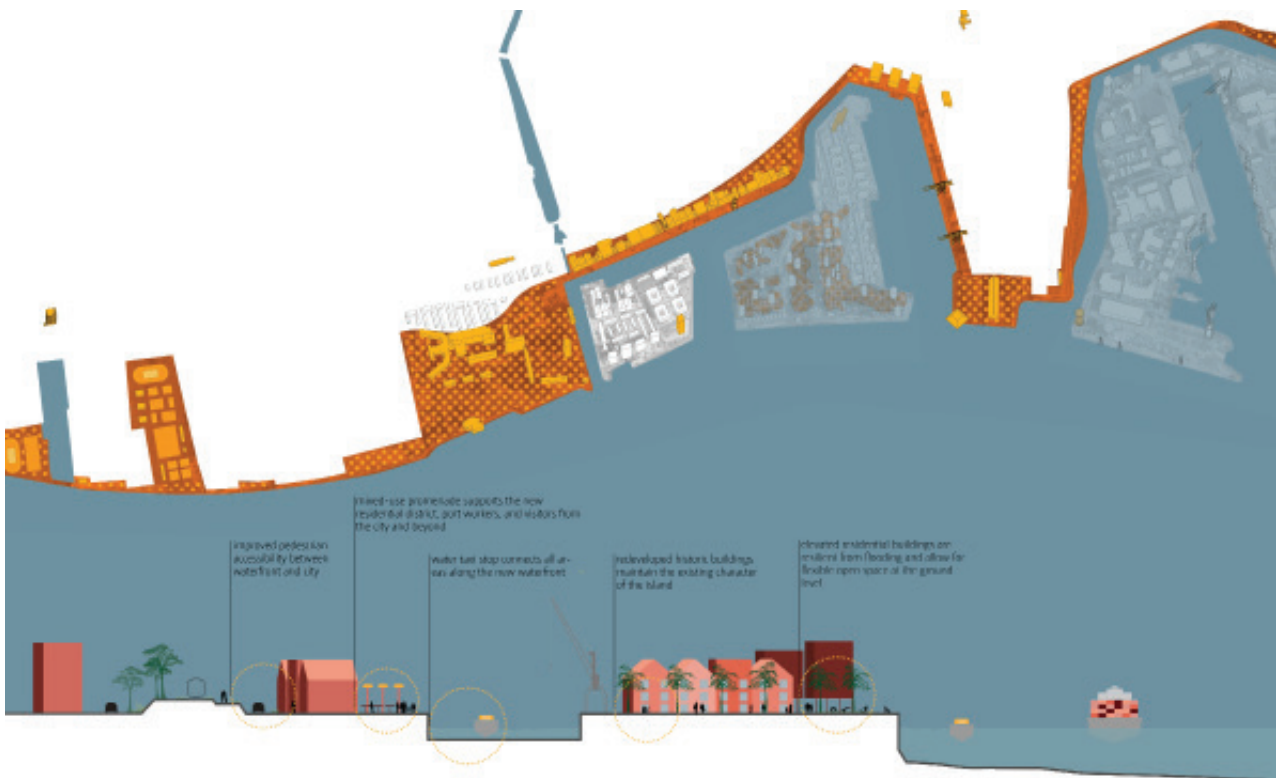 mixed-use promenade supports the new
residential district, port workers, and visitors from
the city and beyond
improved pedestrian
accessibility between
waterfront and city
water taxi stop connects all ar-
eas along the new waterfront
redeveloped historic buildings
maintain the existing character
of the island
elevated residential buildings are
resilient from flooding and allow for
flexible open space at the ground
level